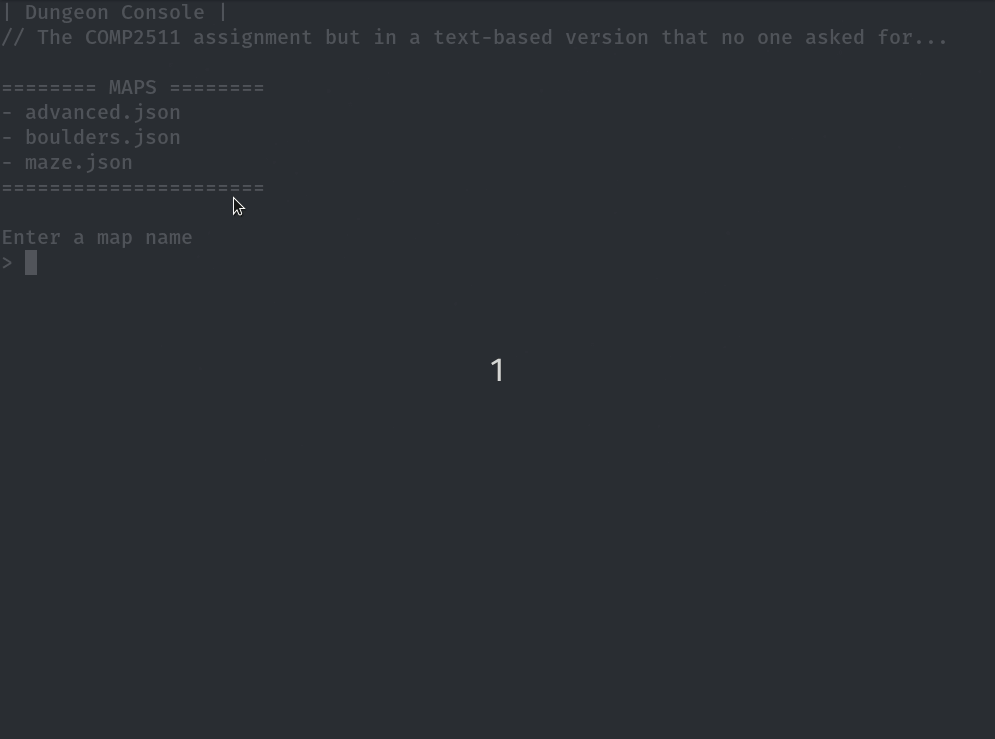 | Dungeon Console |
// The COMP2511 assignment but in a text-based version that no one asked for...
======== MAPS ========
- advanced.json
- boulders.json
- maze.json
======================
Enter a map name
>
1